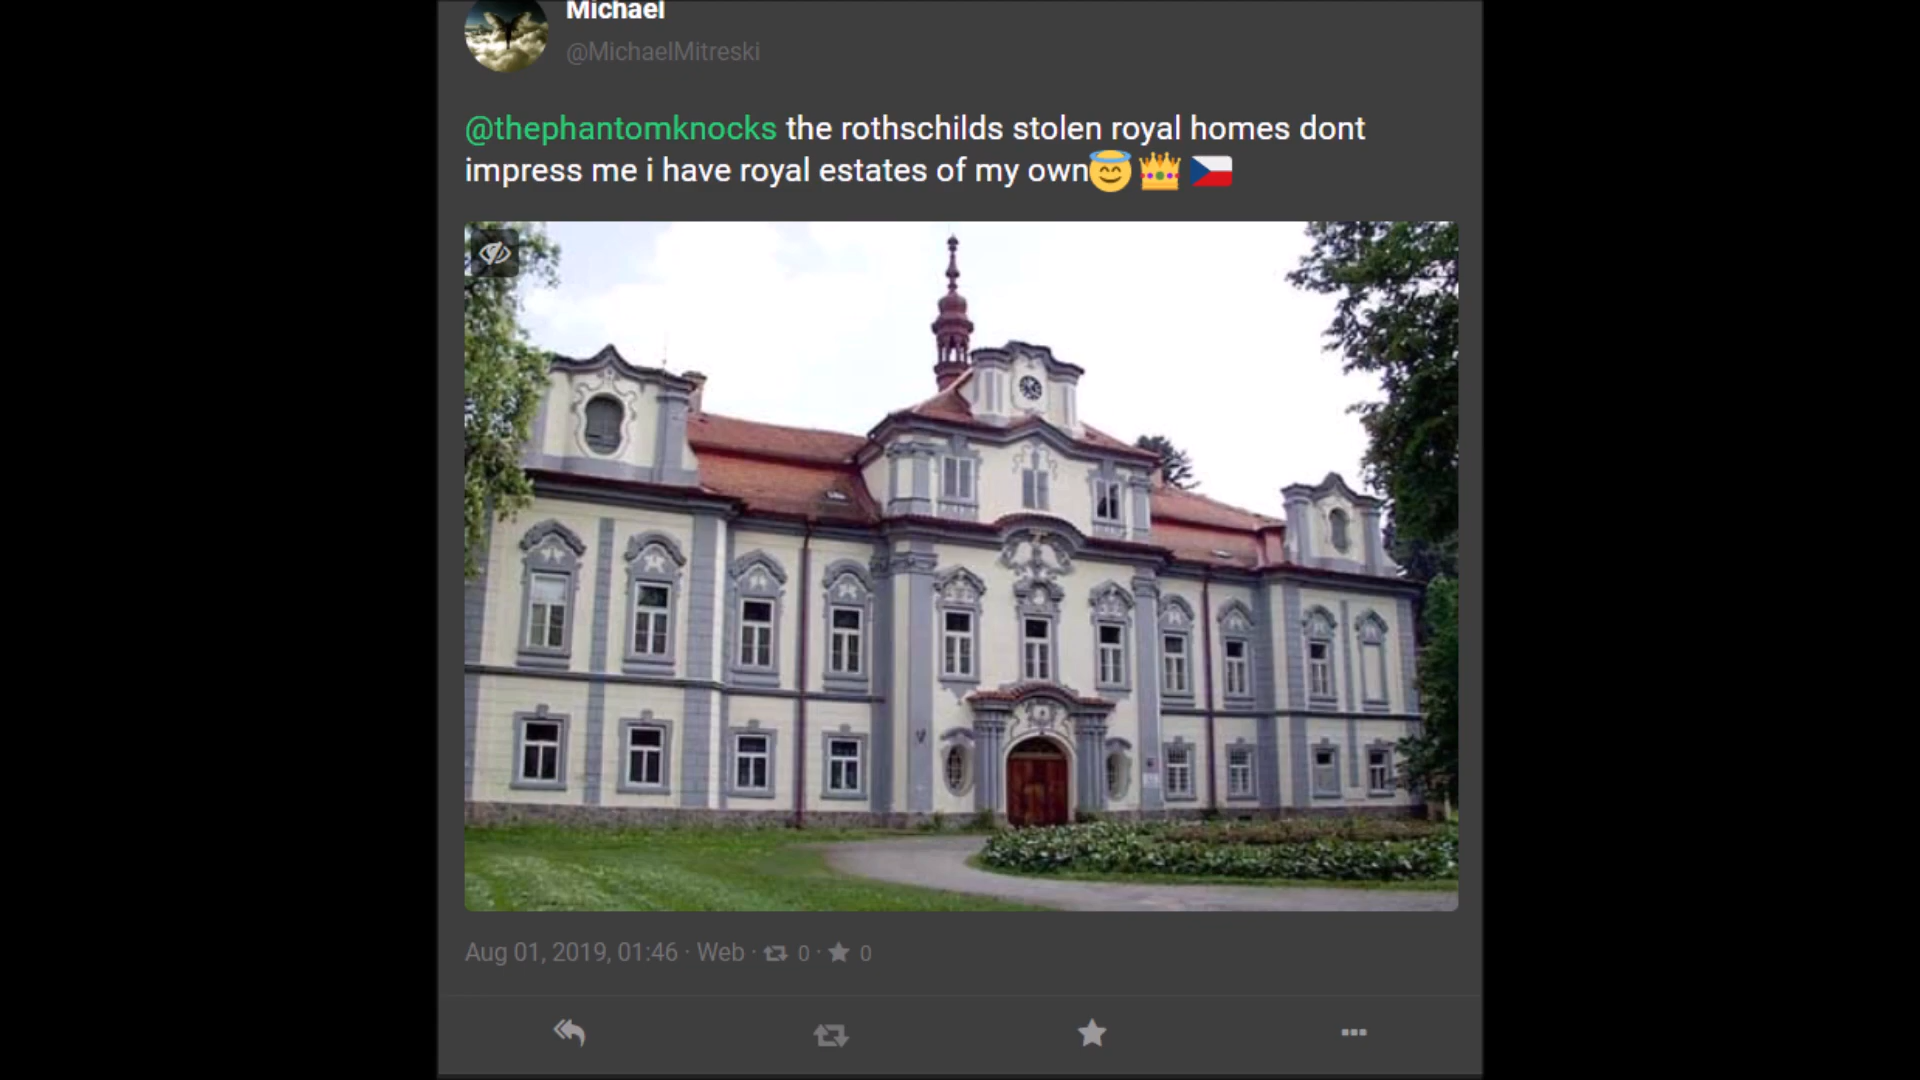 Michael
@MichaelMitreski
@thephantomknocks the rothschilds stolen royal homes dont
impress me i have royal estates of my own😇 👑 🇨🇿
Aug 01, 2019, 01:46 · Web · 0 · 0